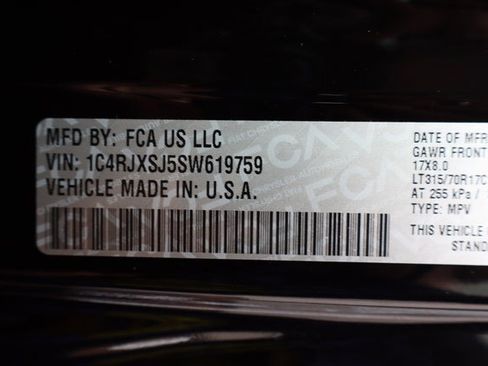 MFD BY: FCA US LLC
VIN: 1C4RJXSJ5SW619759
VEHICLE MADE IN: U.S.A.
DATE OF MFR
GAWR FRONT
17X8.0
LT315/70R17C
AT 255 kPa /
TYPE: MPV
THIS VEHICLE
STAND